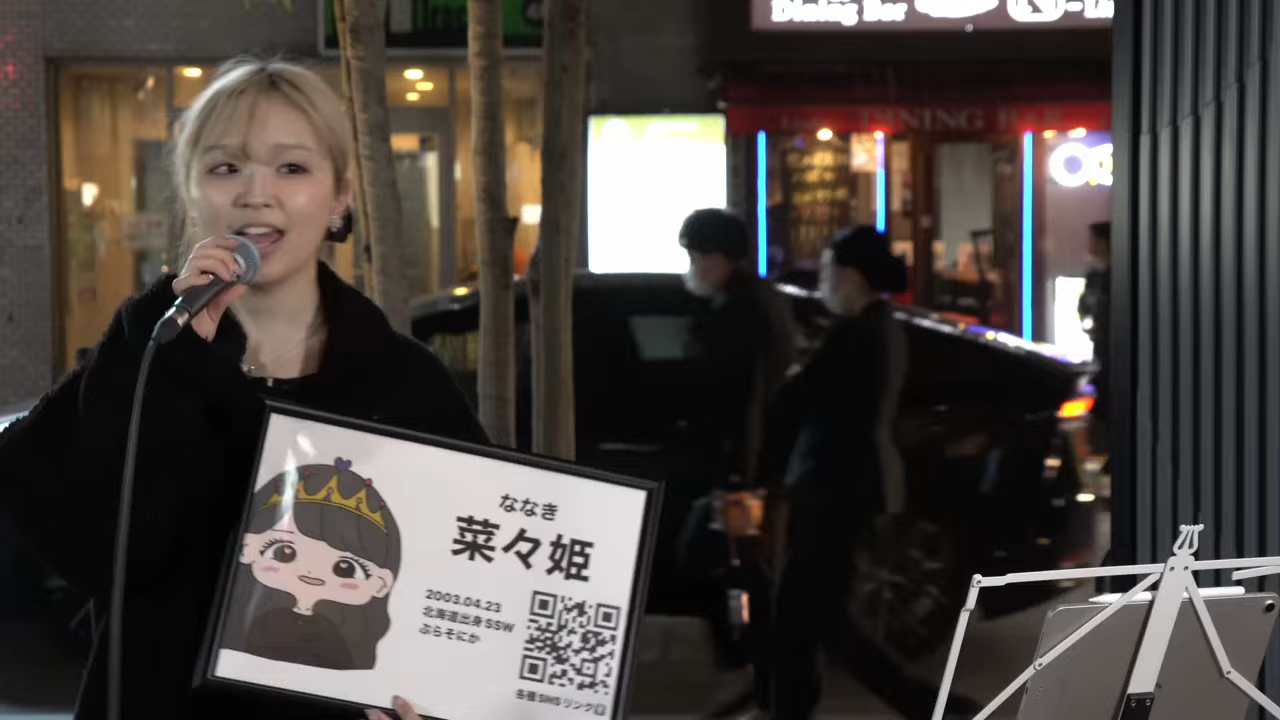 Dining Bar
DINING BAR
ななき
菜々姫
2003.04.23
北海道出身SSW
ぷらそにか
各種SNSリンク